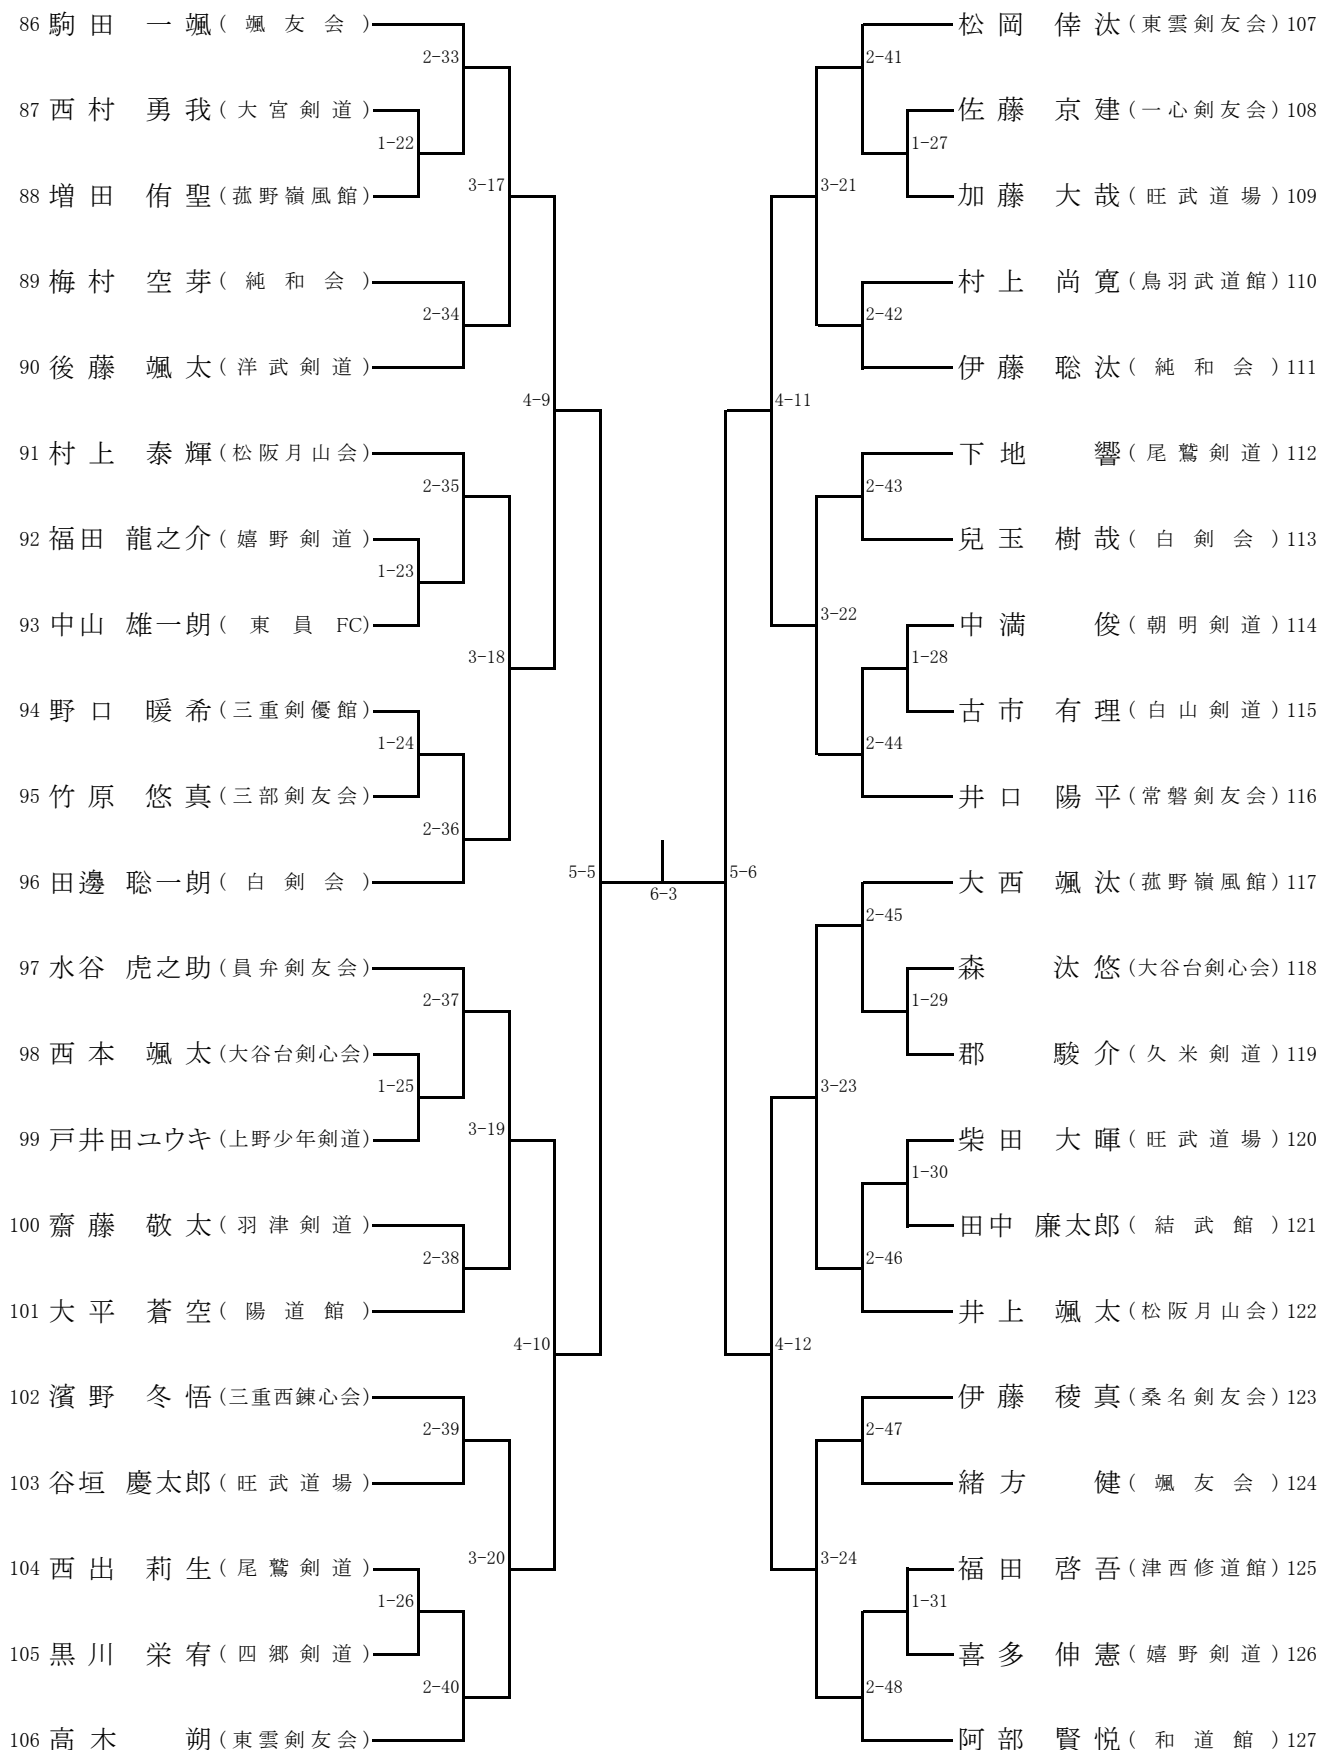 86 駒田 一颯 (颯友会)
2-33
87 西村 勇我 (大宮剣道)
1-22
88 増田 侑聖 (菰野嶺風館)
3-17
89 梅村 空芽 (純和会)
2-34
90 後藤 颯太 (洋武剣道)
4-9
91 村上 泰輝 (松阪月山会)
2-35
92 福田 龍之介 (嬉野剣道)
1-23
93 中山 雄一朗 (東員FC)
3-18
94 野口 暖希 (三重剣優館)
1-24
95 竹原 悠真 (三部剣友会)
2-36
96 田邊 聡一朗 (白剣会)
5-5
97 水谷 虎之助 (員弁剣友会)
2-37
98 西本 颯太 (大谷台剣心会)
1-25
99 戸井田ユウキ (上野少年剣道)
3-19
100 齋藤 敬太 (羽津剣道)
2-38
101 大平 蒼空 (陽道館)
4-10
102 濱野 冬悟 (三重西錬心会)
2-39
103 谷垣 慶太郎 (旺武道場)
3-20
104 西出 莉生 (尾鷲剣道)
1-26
105 黒川 栄宥 (四郷剣道)
2-40
106 高木 朔 (東雲剣友会)
6-3
松岡 倖汰 (東雲剣友会) 107
2-41
佐藤 京建 (一心剣友会) 108
1-27
加藤 大哉 (旺武道場) 109
3-21
村上 尚寛 (鳥羽武道館) 110
2-42
伊藤 聡汰 (純和会) 111
4-11
下地 響 (尾鷲剣道) 112
2-43
兒玉 樹哉 (白剣会) 113
3-22
中満 俊 (朝明剣道) 114
1-28
古市 有理 (白山剣道) 115
2-44
井口 陽平 (常磐剣友会) 116
5-6
大西 颯汰 (菰野嶺風館) 117
2-45
森 汰悠 (大谷台剣心会) 118
1-29
郡 駿介 (久米剣道) 119
3-23
柴田 大暉 (旺武道場) 120
1-30
田中 廉太郎 (結武館) 121
2-46
井上 颯太 (松阪月山会) 122
4-12
伊藤 稜真 (桑名剣友会) 123
2-47
緒方 健 (颯友会) 124
3-24
福田 啓吾 (津西修道館) 125
1-31
喜多 伸憲 (嬉野剣道) 126
2-48
阿部 賢悦 (和道館) 127